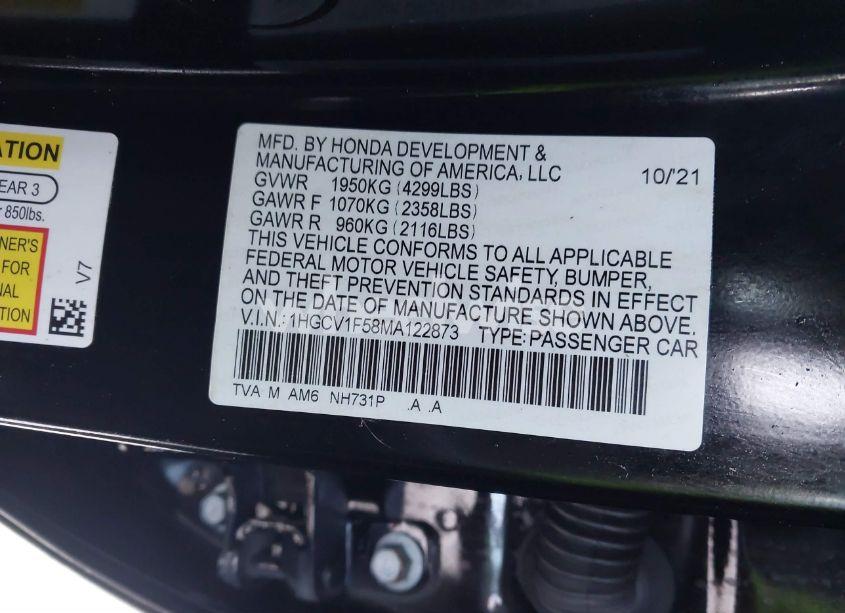 ATION
EAR 3
850lbs.
NER'S
FOR
NAL
TION
V7
MFD. BY HONDA DEVELOPMENT &
MANUFACTURING OF AMERICA, LLC 10/'21
GVWR 1950KG (4299LBS)
GAWR F 1070KG (2358LBS)
GAWR R 960KG (2116LBS)
THIS VEHICLE CONFORMS TO ALL APPLICABLE
FEDERAL MOTOR VEHICLE SAFETY, BUMPER,
AND THEFT PREVENTION STANDARDS IN EFFECT
ON THE DATE OF MANUFACTURE SHOWN ABOVE.
V.I.N.:1HGCV1F58MA122873 TYPE:PASSENGER CAR
TVA M AM6 NH731P .A .A